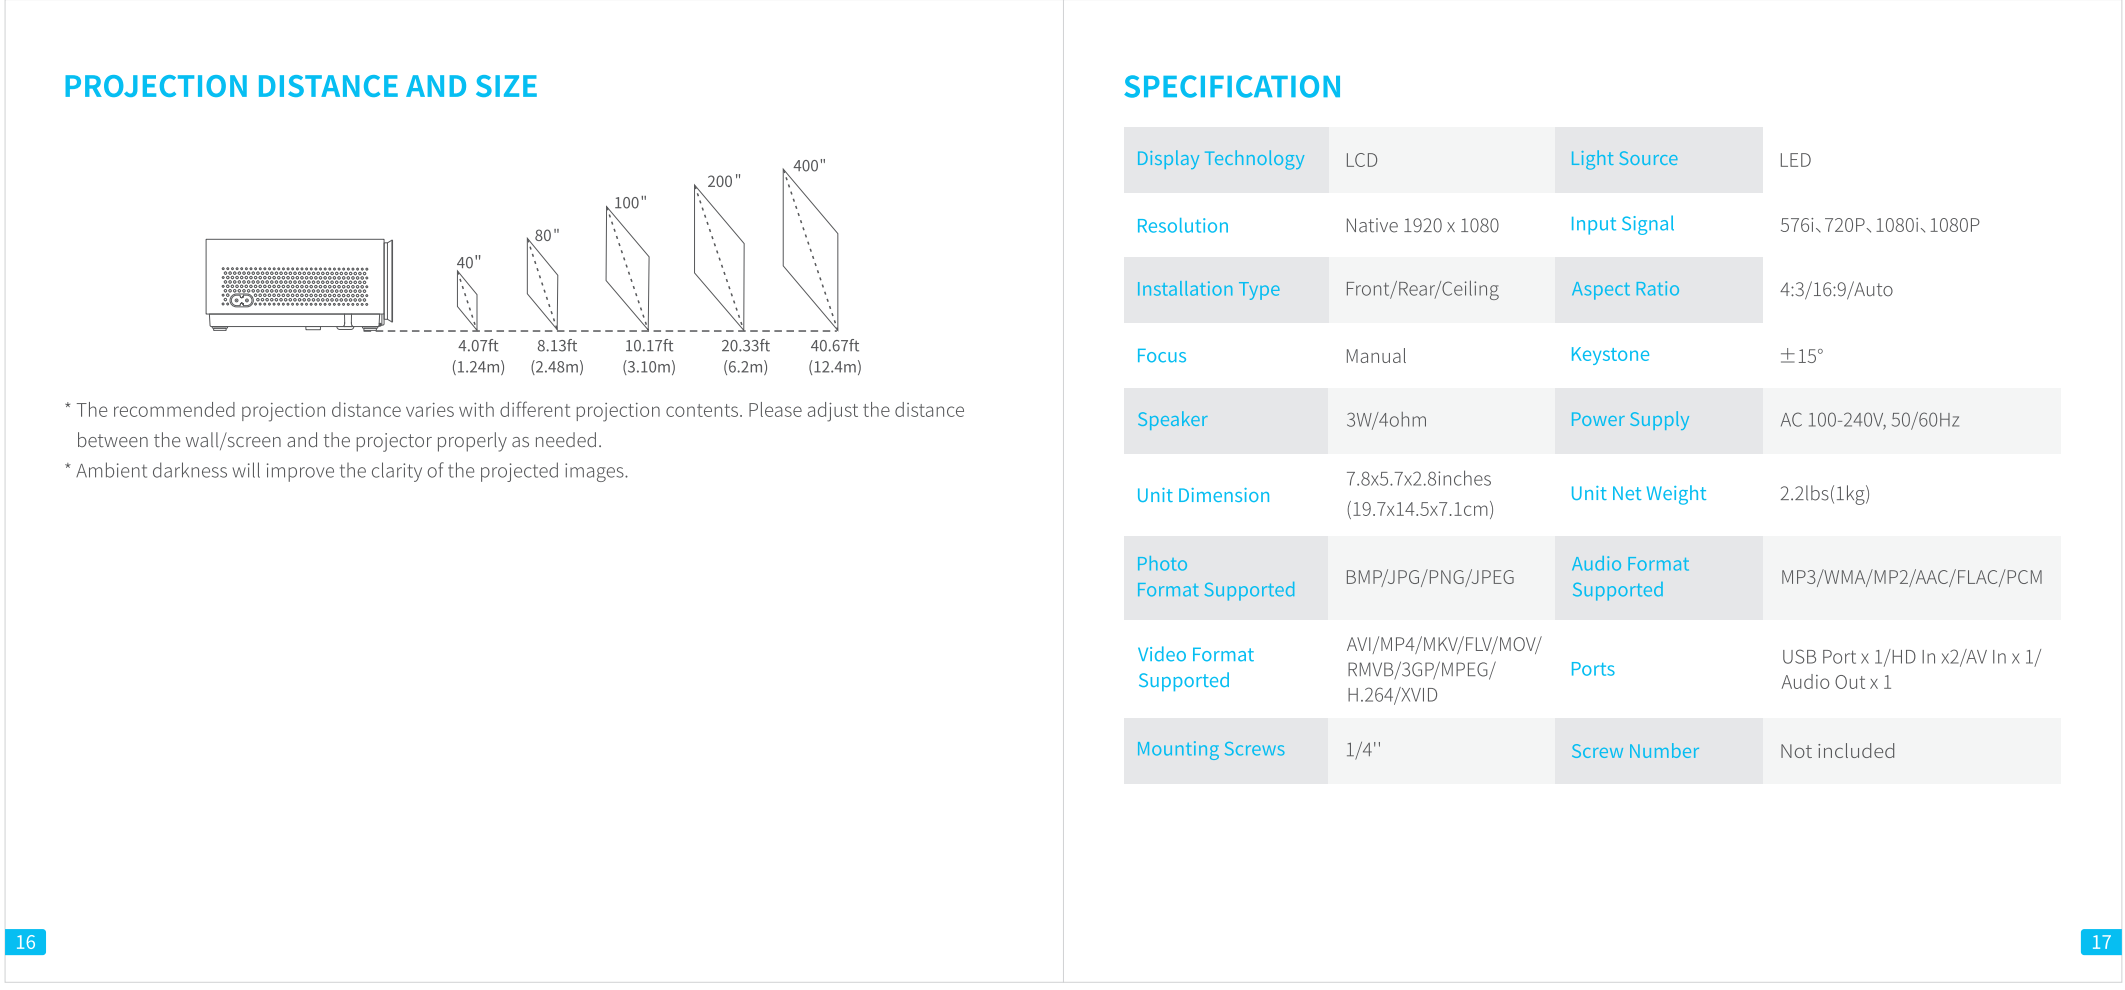 PROJECTION DISTANCE AND SIZE
40"
80"
100"
200"
400"
4.07ft
(1.24m)
8.13ft
(2.48m)
10.17ft
(3.10m)
20.33ft
(6.2m)
40.67ft
(12.4m)
* The recommended projection distance varies with different projection contents. Please adjust the distance
between the wall/screen and the projector properly as needed.
* Ambient darkness will improve the clarity of the projected images.
16
SPECIFICATION
Display Technology LCD Light Source LED
Resolution Native 1920 x 1080 Input Signal 576i、720P、1080i、1080P
Installation Type Front/Rear/Ceiling Aspect Ratio 4:3/16:9/Auto
Focus Manual Keystone ±15°
Speaker 3W/4ohm Power Supply AC 100-240V, 50/60Hz
Unit Dimension
7.8x5.7x2.8inches
(19.7x14.5x7.1cm)
Unit Net Weight 2.2lbs(1kg)
Photo
Format Supported
BMP/JPG/PNG/JPEG
Audio Format
Supported
MP3/WMA/MP2/AAC/FLAC/PCM
Video Format
Supported
AVI/MP4/MKV/FLV/MOV/
RMVB/3GP/MPEG/
H.264/XVID
Ports
USB Port x 1/HD In x2/AV In x 1/
Audio Out x 1
Mounting Screws 1/4'' Screw Number Not included
17